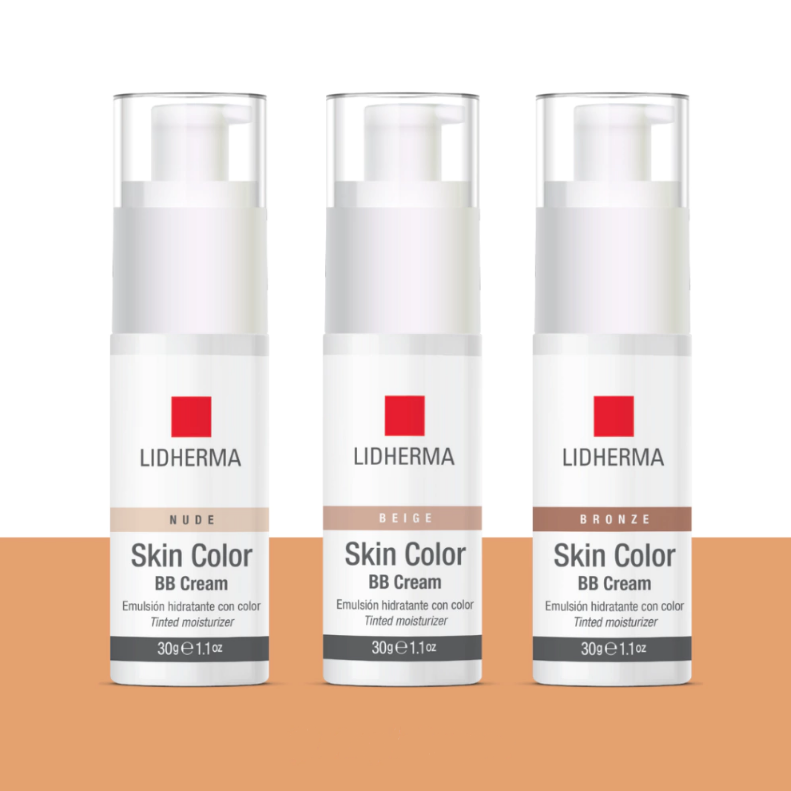 LIDHERMA
NUDE
Skin Color
BB Cream
Emulsión hidratante con color
Tinted moisturizer
30g℮1.1oz
LIDHERMA
BEIGE
Skin Color
BB Cream
Emulsión hidratante con color
Tinted moisturizer
30g℮1.1oz
LIDHERMA
BRONZE
Skin Color
BB Cream
Emulsión hidratante con color
Tinted moisturizer
30g℮1.1oz